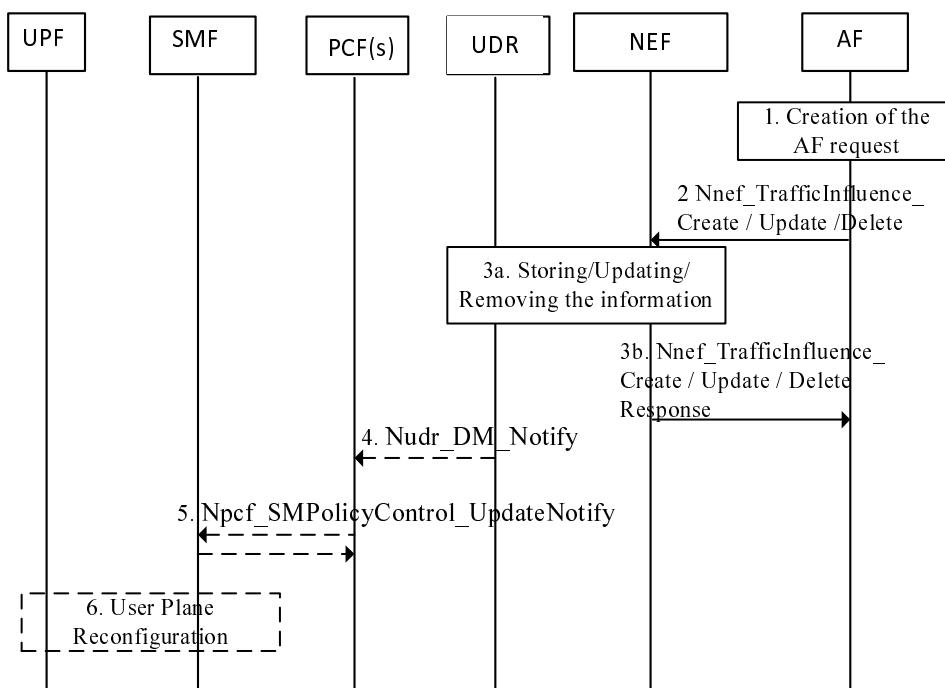 UPF
SMF
PCF(s)
UDR
NEF
AF
1. Creation of the
AF request
2 Nnef_TrafficInfluence_
Create / Update /Delete
3a. Storing/Updating/
Removing the information
3b. Nnef_TrafficInfluence_
Create / Update / Delete
Response
4. Nudr_DM_Notify
5. Npcf_SMPolicyControl_UpdateNotify
6. User Plane
Reconfiguration